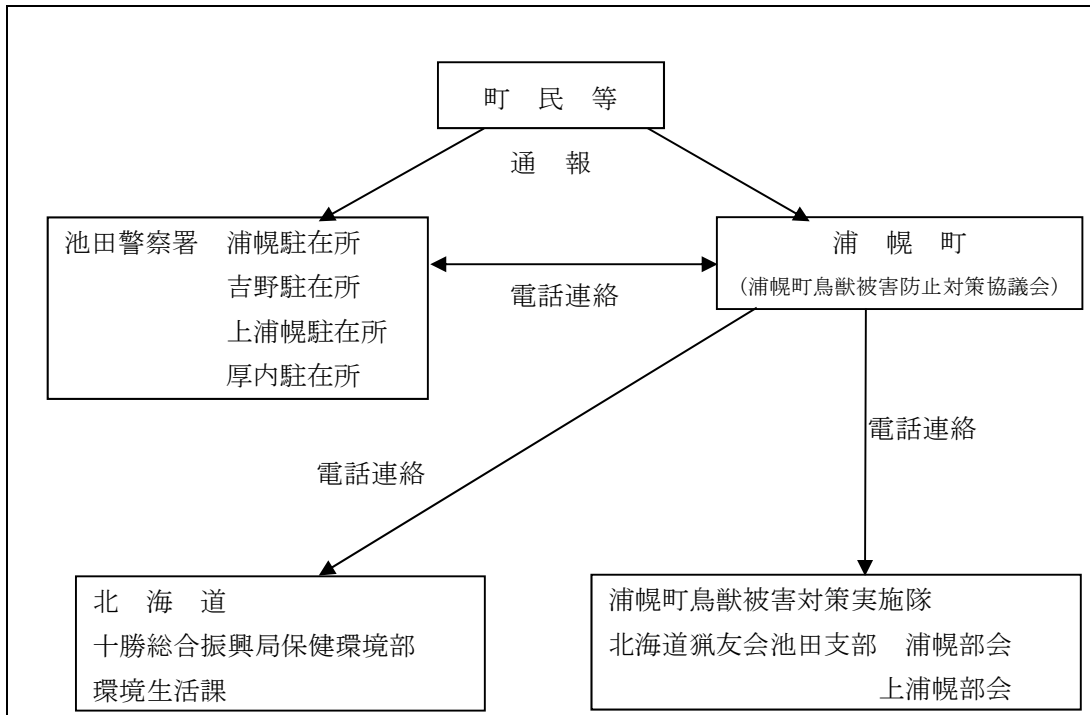 町　民　等
通　報
池田警察署　浦幌駐在所
吉野駐在所
上浦幌駐在所
厚内駐在所
浦　幌　町
（浦幌町鳥獣被害防止対策協議会）
電話連絡
電話連絡
電話連絡
北　海　道
十勝総合振興局保健環境部
環境生活課
浦幌町鳥獣被害対策実施隊
北海道猟友会池田支部　浦幌部会
上浦幌部会